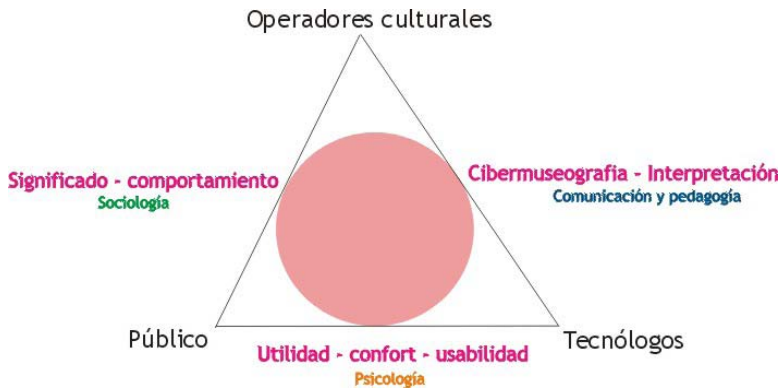 Operadores culturales
Significado - comportamiento
Sociología
Cibermuseografia - Interpretación
Comunicación y pedagogía
Público
Tecnólogos
Utilidad - confort - usabilidad
Psicología